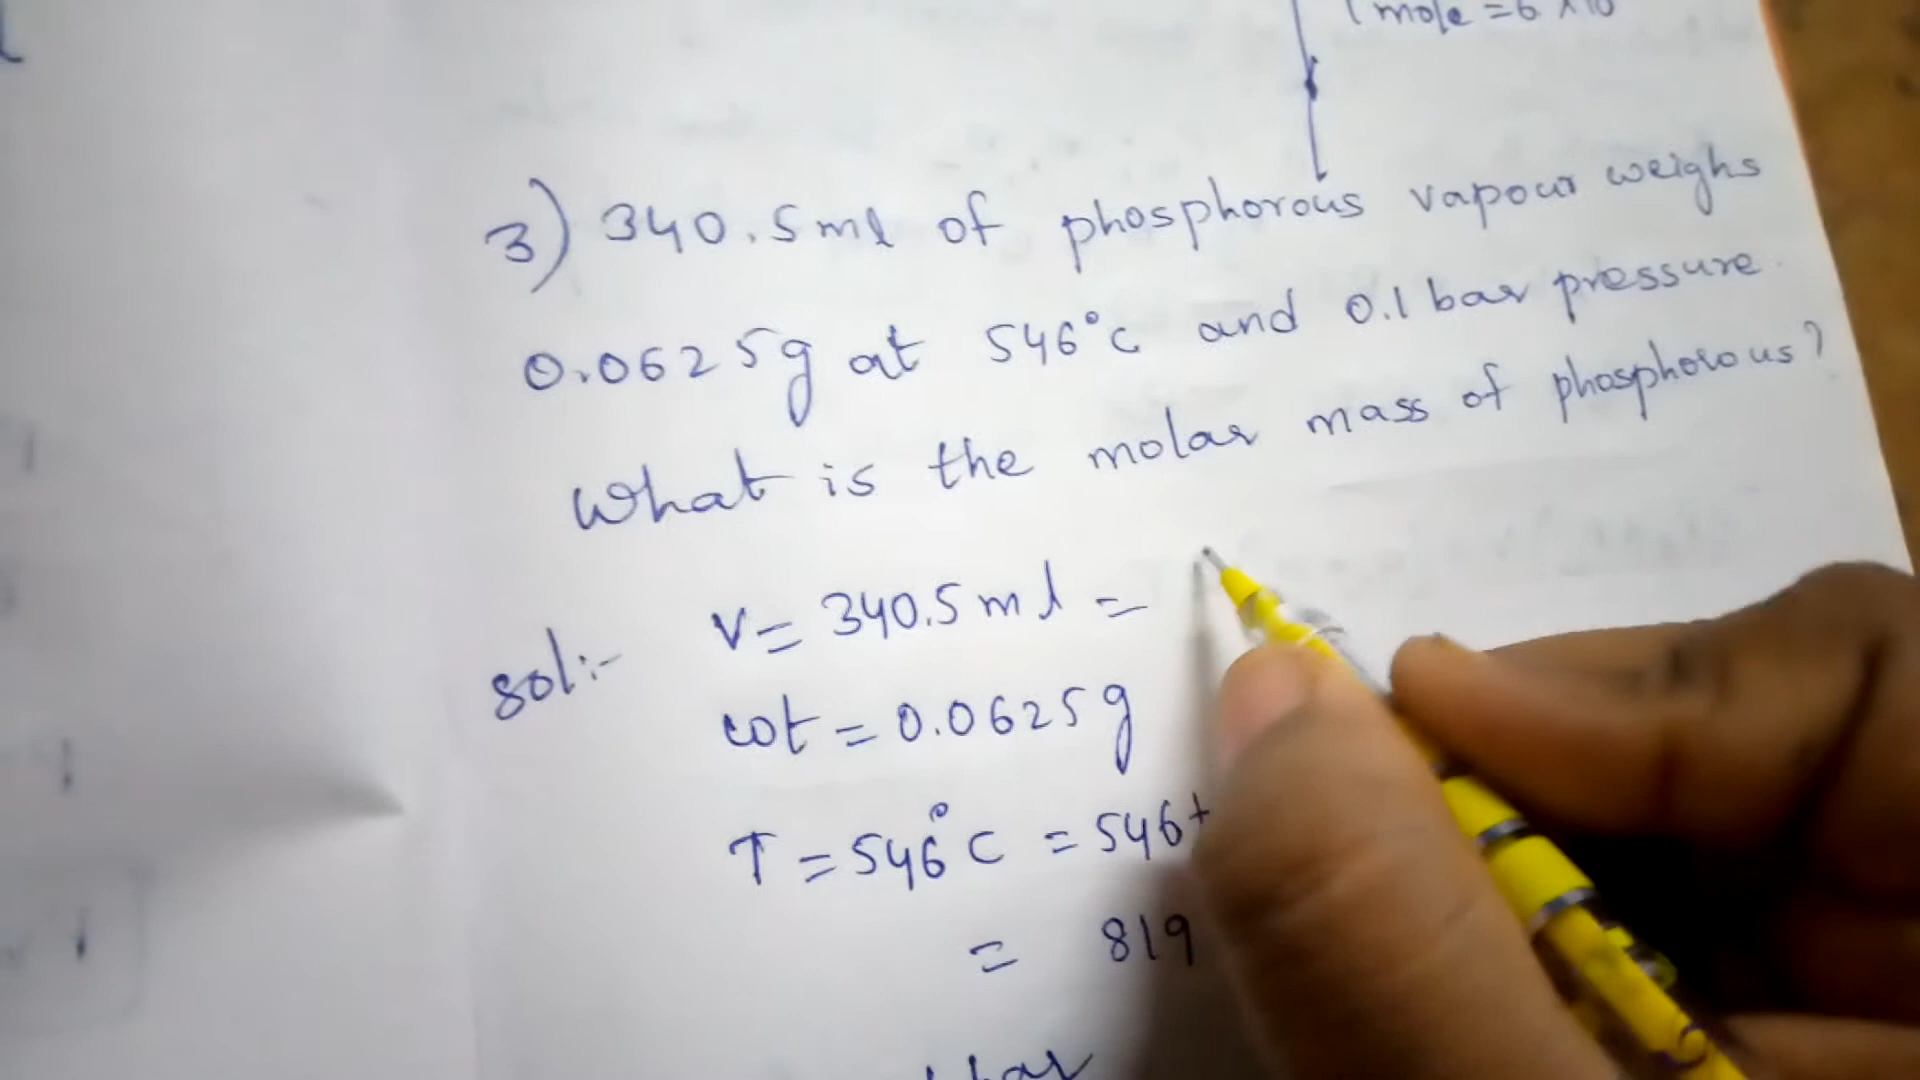 1 mole = 6 × 10
3) 340.5 ml of phosphorous vapour weighs
0.0625g at 546°c and 0.1 bar pressure.
What is the molar mass of phosphorous?
sol:- V = 340.5 ml =
wt = 0.0625g
T = 546°C = 546+
= 819
bar